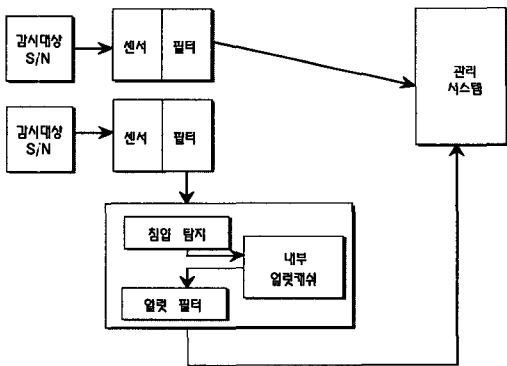 감시대상
S/N
센서 필터
관리
시스템
감시대상
S/N
센서 필터
침입 탐지
내부
얼럿캐쉬
얼럿 필터